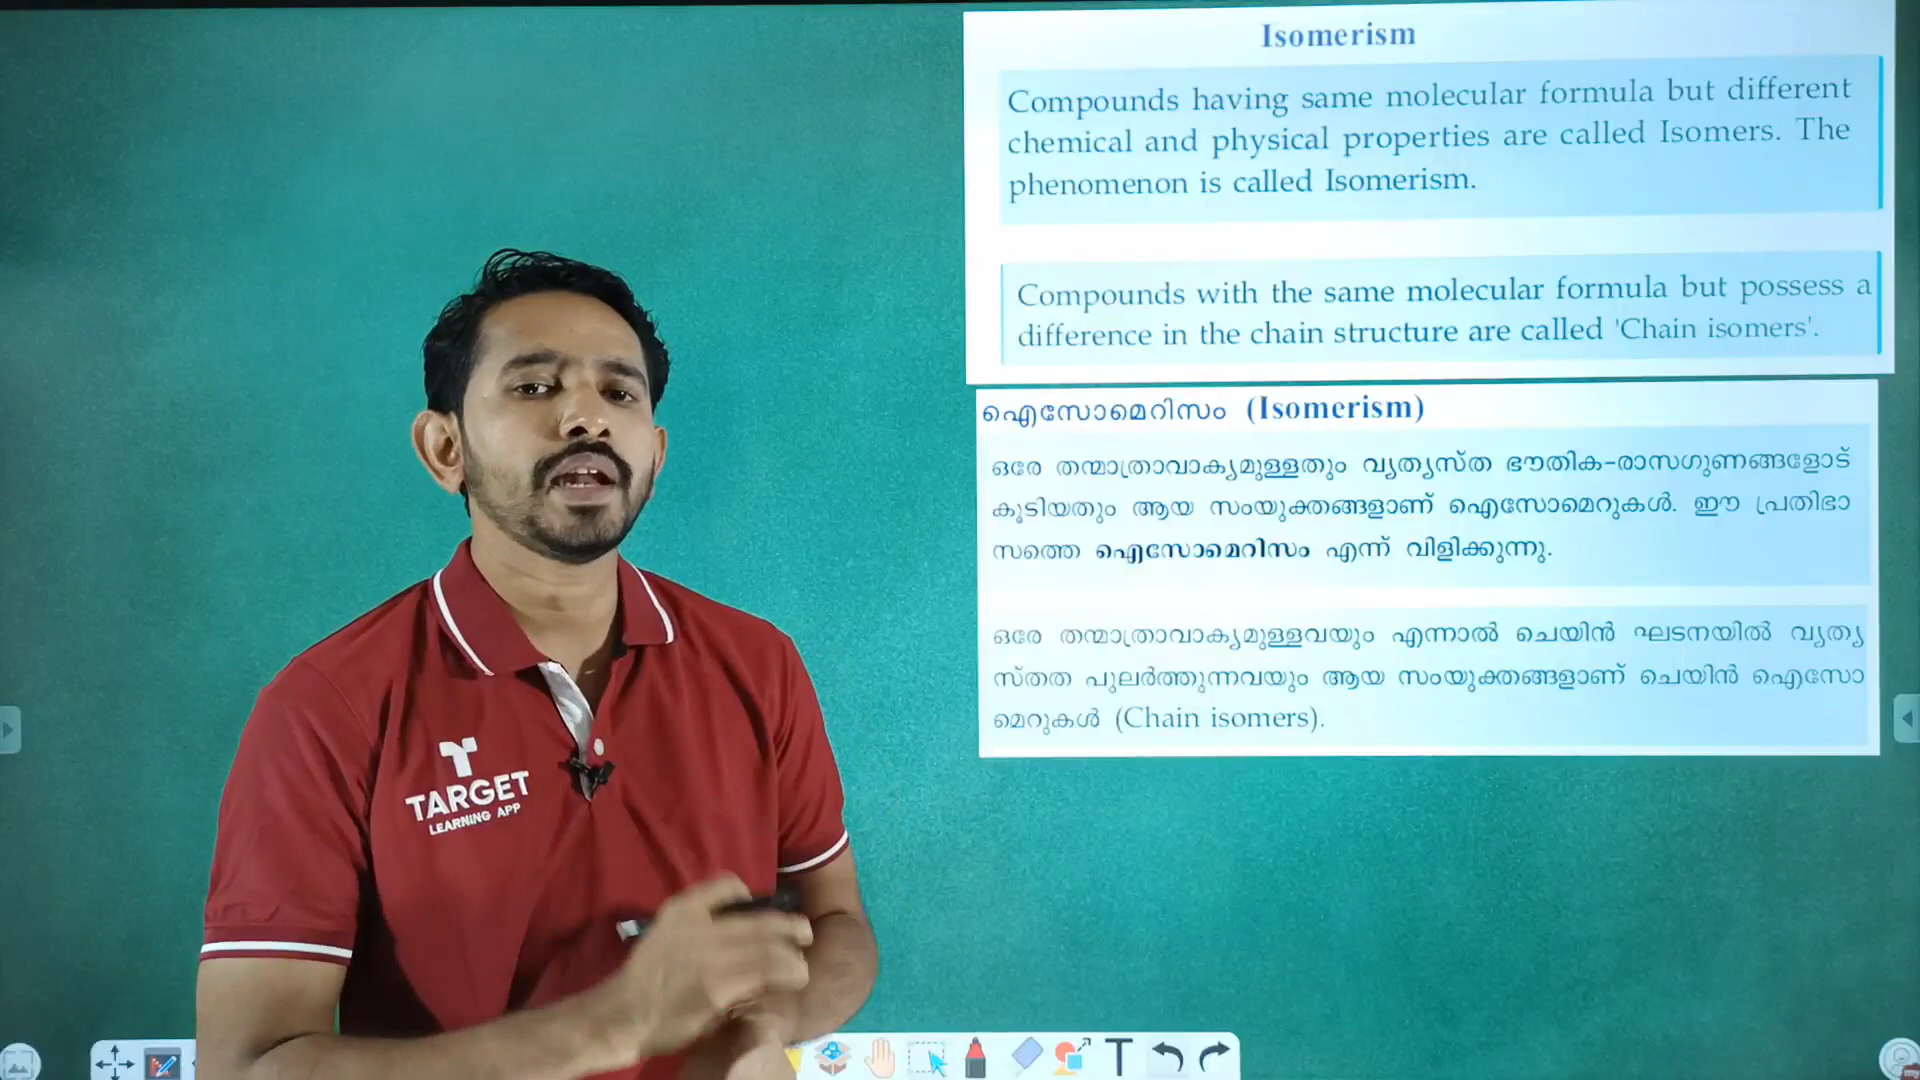 Isomerism
Compounds having same molecular formula but different
chemical and physical properties are called Isomers. The
phenomenon is called Isomerism.
Compounds with the same molecular formula but possess a
difference in the chain structure are called 'Chain isomers'.
ഐസോമെറിസം (Isomerism)
ഒരേ തന്മാത്രാവാക്യമുള്ളതും വ്യത്യസ്ത ഭൗതിക-രാസഗുണങ്ങളോട്
കൂടിയതും ആയ സംയുക്തങ്ങളാണ് ഐസോമെറുകൾ. ഈ പ്രതിഭാ
സത്തെ ഐസോമെറിസം എന്ന് വിളിക്കുന്നു.
ഒരേ തന്മാത്രാവാക്യമുള്ളവയും എന്നാൽ ചെയിൻ ഘടനയിൽ വ്യത്യ
സ്തത പുലർത്തുന്നവയും ആയ സംയുക്തങ്ങളാണ് ചെയിൻ ഐസോ
മെറുകൾ (Chain isomers).
TARGET
LEARNING APP
T